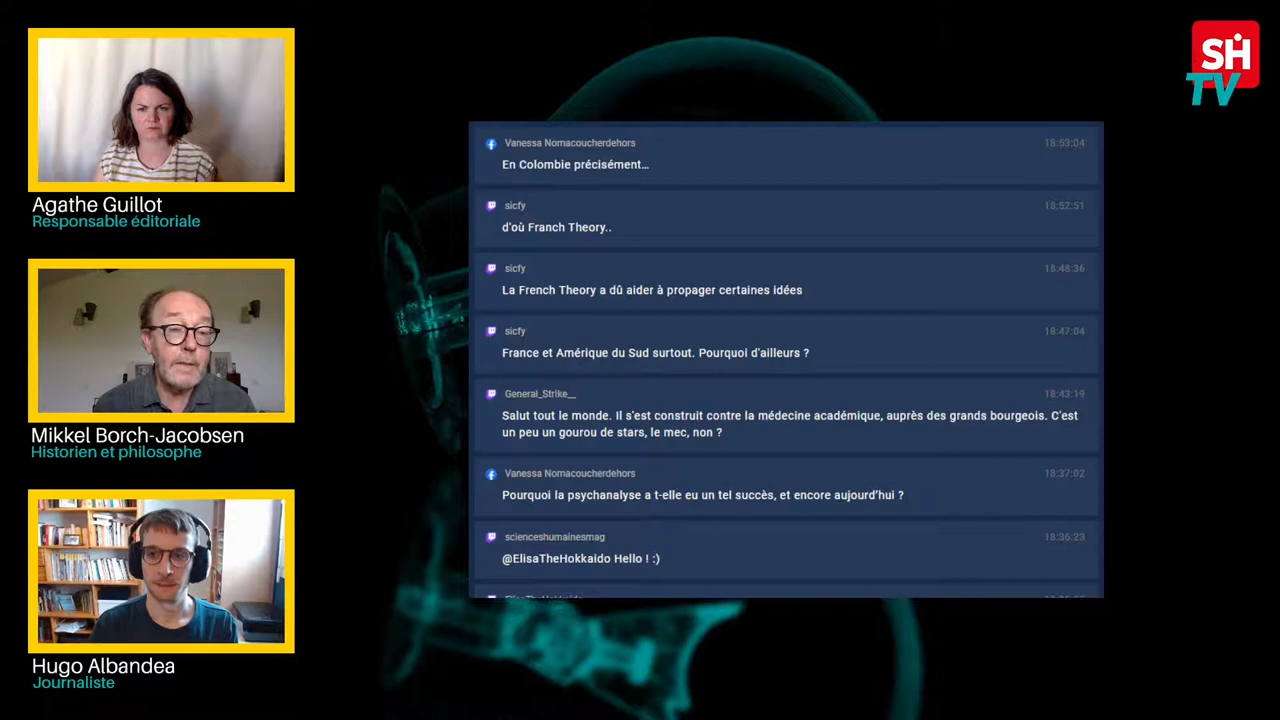 SH
TV
Agathe Guillot
Responsable éditoriale
Mikkel Borch-Jacobsen
Historien et philosophe
Hugo Albandea
Journaliste
Vanessa Nomacoucherdehors 18:53:04
En Colombie précisément…
sicfy 18:52:51
d'où Franch Theory..
sicfy 18:48:36
La French Theory a dû aider à propager certaines idées
sicfy 18:47:04
France et Amérique du Sud surtout. Pourquoi d'ailleurs ?
General_Strike__ 18:43:19
Salut tout le monde. Il s'est construit contre la médecine académique, auprès des grands bourgeois. C'est
un peu un gourou de stars, le mec, non ?
Vanessa Nomacoucherdehors 18:37:02
Pourquoi la psychanalyse a t-elle eu un tel succès, et encore aujourd'hui ?
scienceshumainesmag 18:36:23
@ElisaTheHokkaido Hello ! :)
ElisaTheHokkaido